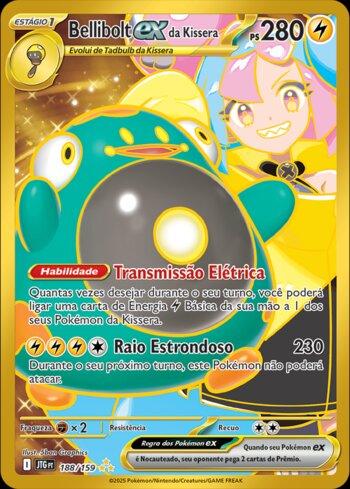 ESTÁGIO 1
Bellibolt ex da Kissera PS 280
Evolui de Tadbulb da Kissera
Habilidade Transmissão Elétrica
Quantas vezes desejar durante o seu turno, você poderá
ligar uma carta de Energia Básica da sua mão a 1 dos
seus Pokémon da Kissera.
Raio Estrondoso 230
Durante o seu próximo turno, este Pokémon não poderá
atacar.
Fraqueza ×2 Resistência Recuo
Regra dos Pokémon ex Quando seu Pokémon ex
é Nocauteado, seu oponente pega 2 cartas de Prêmio.
Ilust. 5ban Graphics
I JTG PT 188/159
©2025 Pokémon/Nintendo/Creatures/GAME FREAK